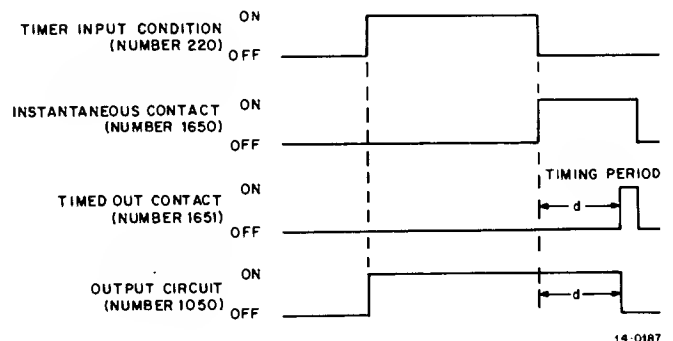 TIMER INPUT CONDITION
(NUMBER 220)
ON
OFF
INSTANTANEOUS CONTACT
(NUMBER 1650)
ON
OFF
TIMED OUT CONTACT
(NUMBER 1651)
ON
OFF
TIMING PERIOD
d
OUTPUT CIRCUIT
(NUMBER 1050)
ON
OFF
d
14-0187